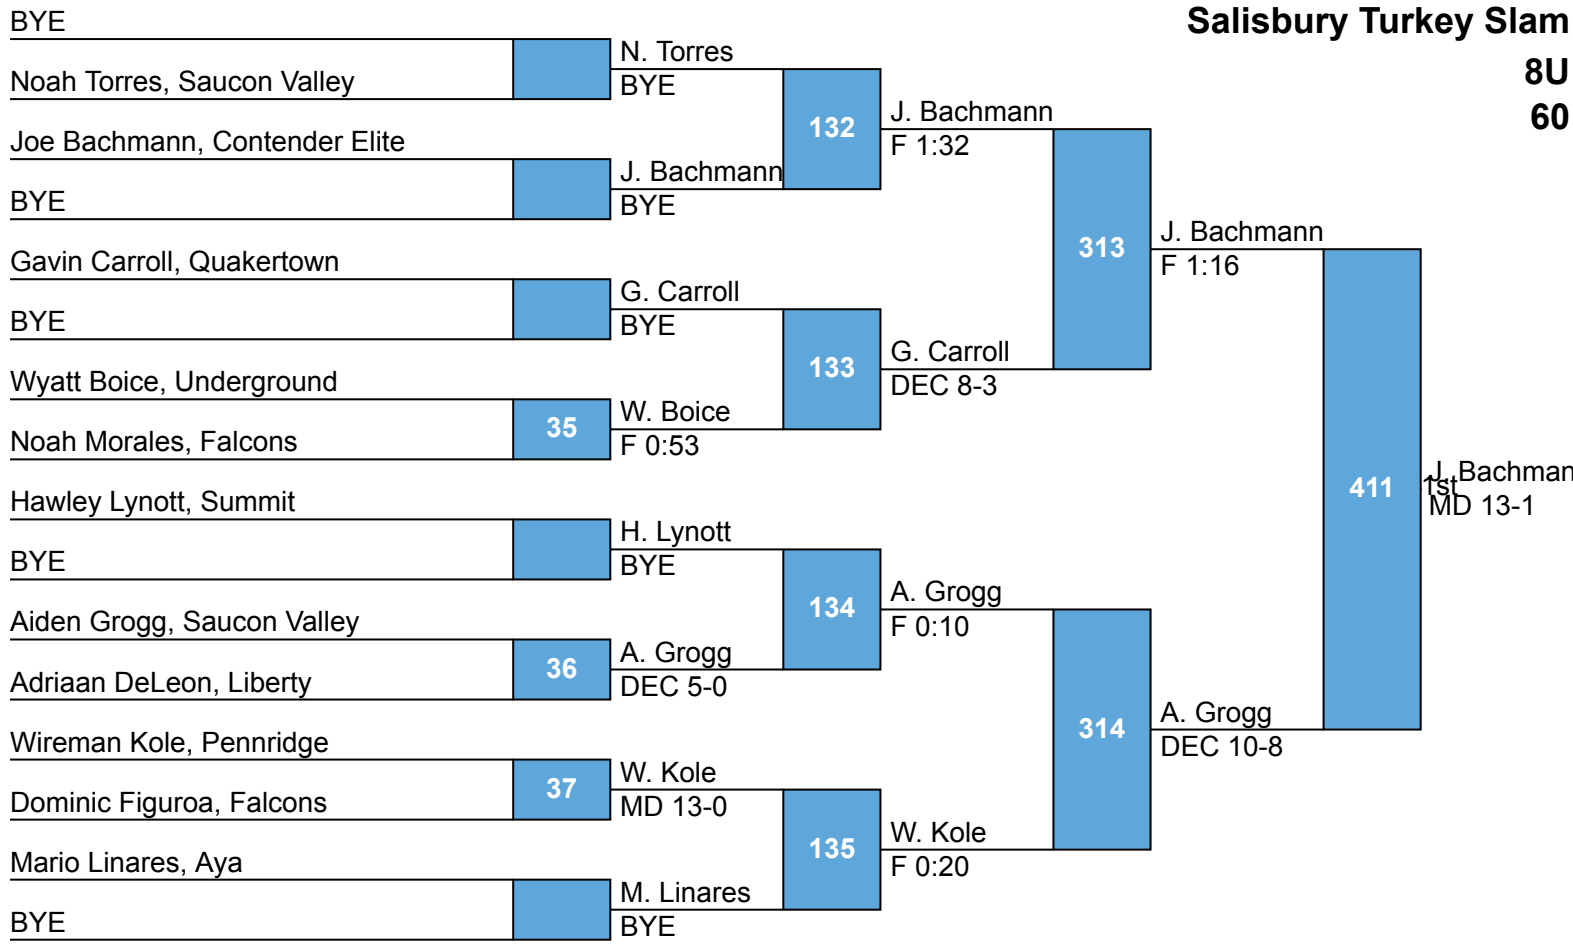 Salisbury Turkey Slam
8U
60
BYE
Noah Torres, Saucon Valley
Joe Bachmann, Contender Elite
BYE
Gavin Carroll, Quakertown
BYE
Wyatt Boice, Underground
Noah Morales, Falcons
Hawley Lynott, Summit
BYE
Aiden Grogg, Saucon Valley
Adriaan DeLeon, Liberty
Wireman Kole, Pennridge
Dominic Figuroa, Falcons
Mario Linares, Aya
BYE
35
36
37
N. Torres
BYE
J. Bachmann
BYE
G. Carroll
BYE
W. Boice
F 0:53
H. Lynott
BYE
A. Grogg
DEC 5-0
W. Kole
MD 13-0
M. Linares
BYE
132
133
134
135
J. Bachmann
F 1:32
G. Carroll
DEC 8-3
A. Grogg
F 0:10
W. Kole
F 0:20
313
314
J. Bachmann
F 1:16
A. Grogg
DEC 10-8
411
1st
J. Bachman
MD 13-1